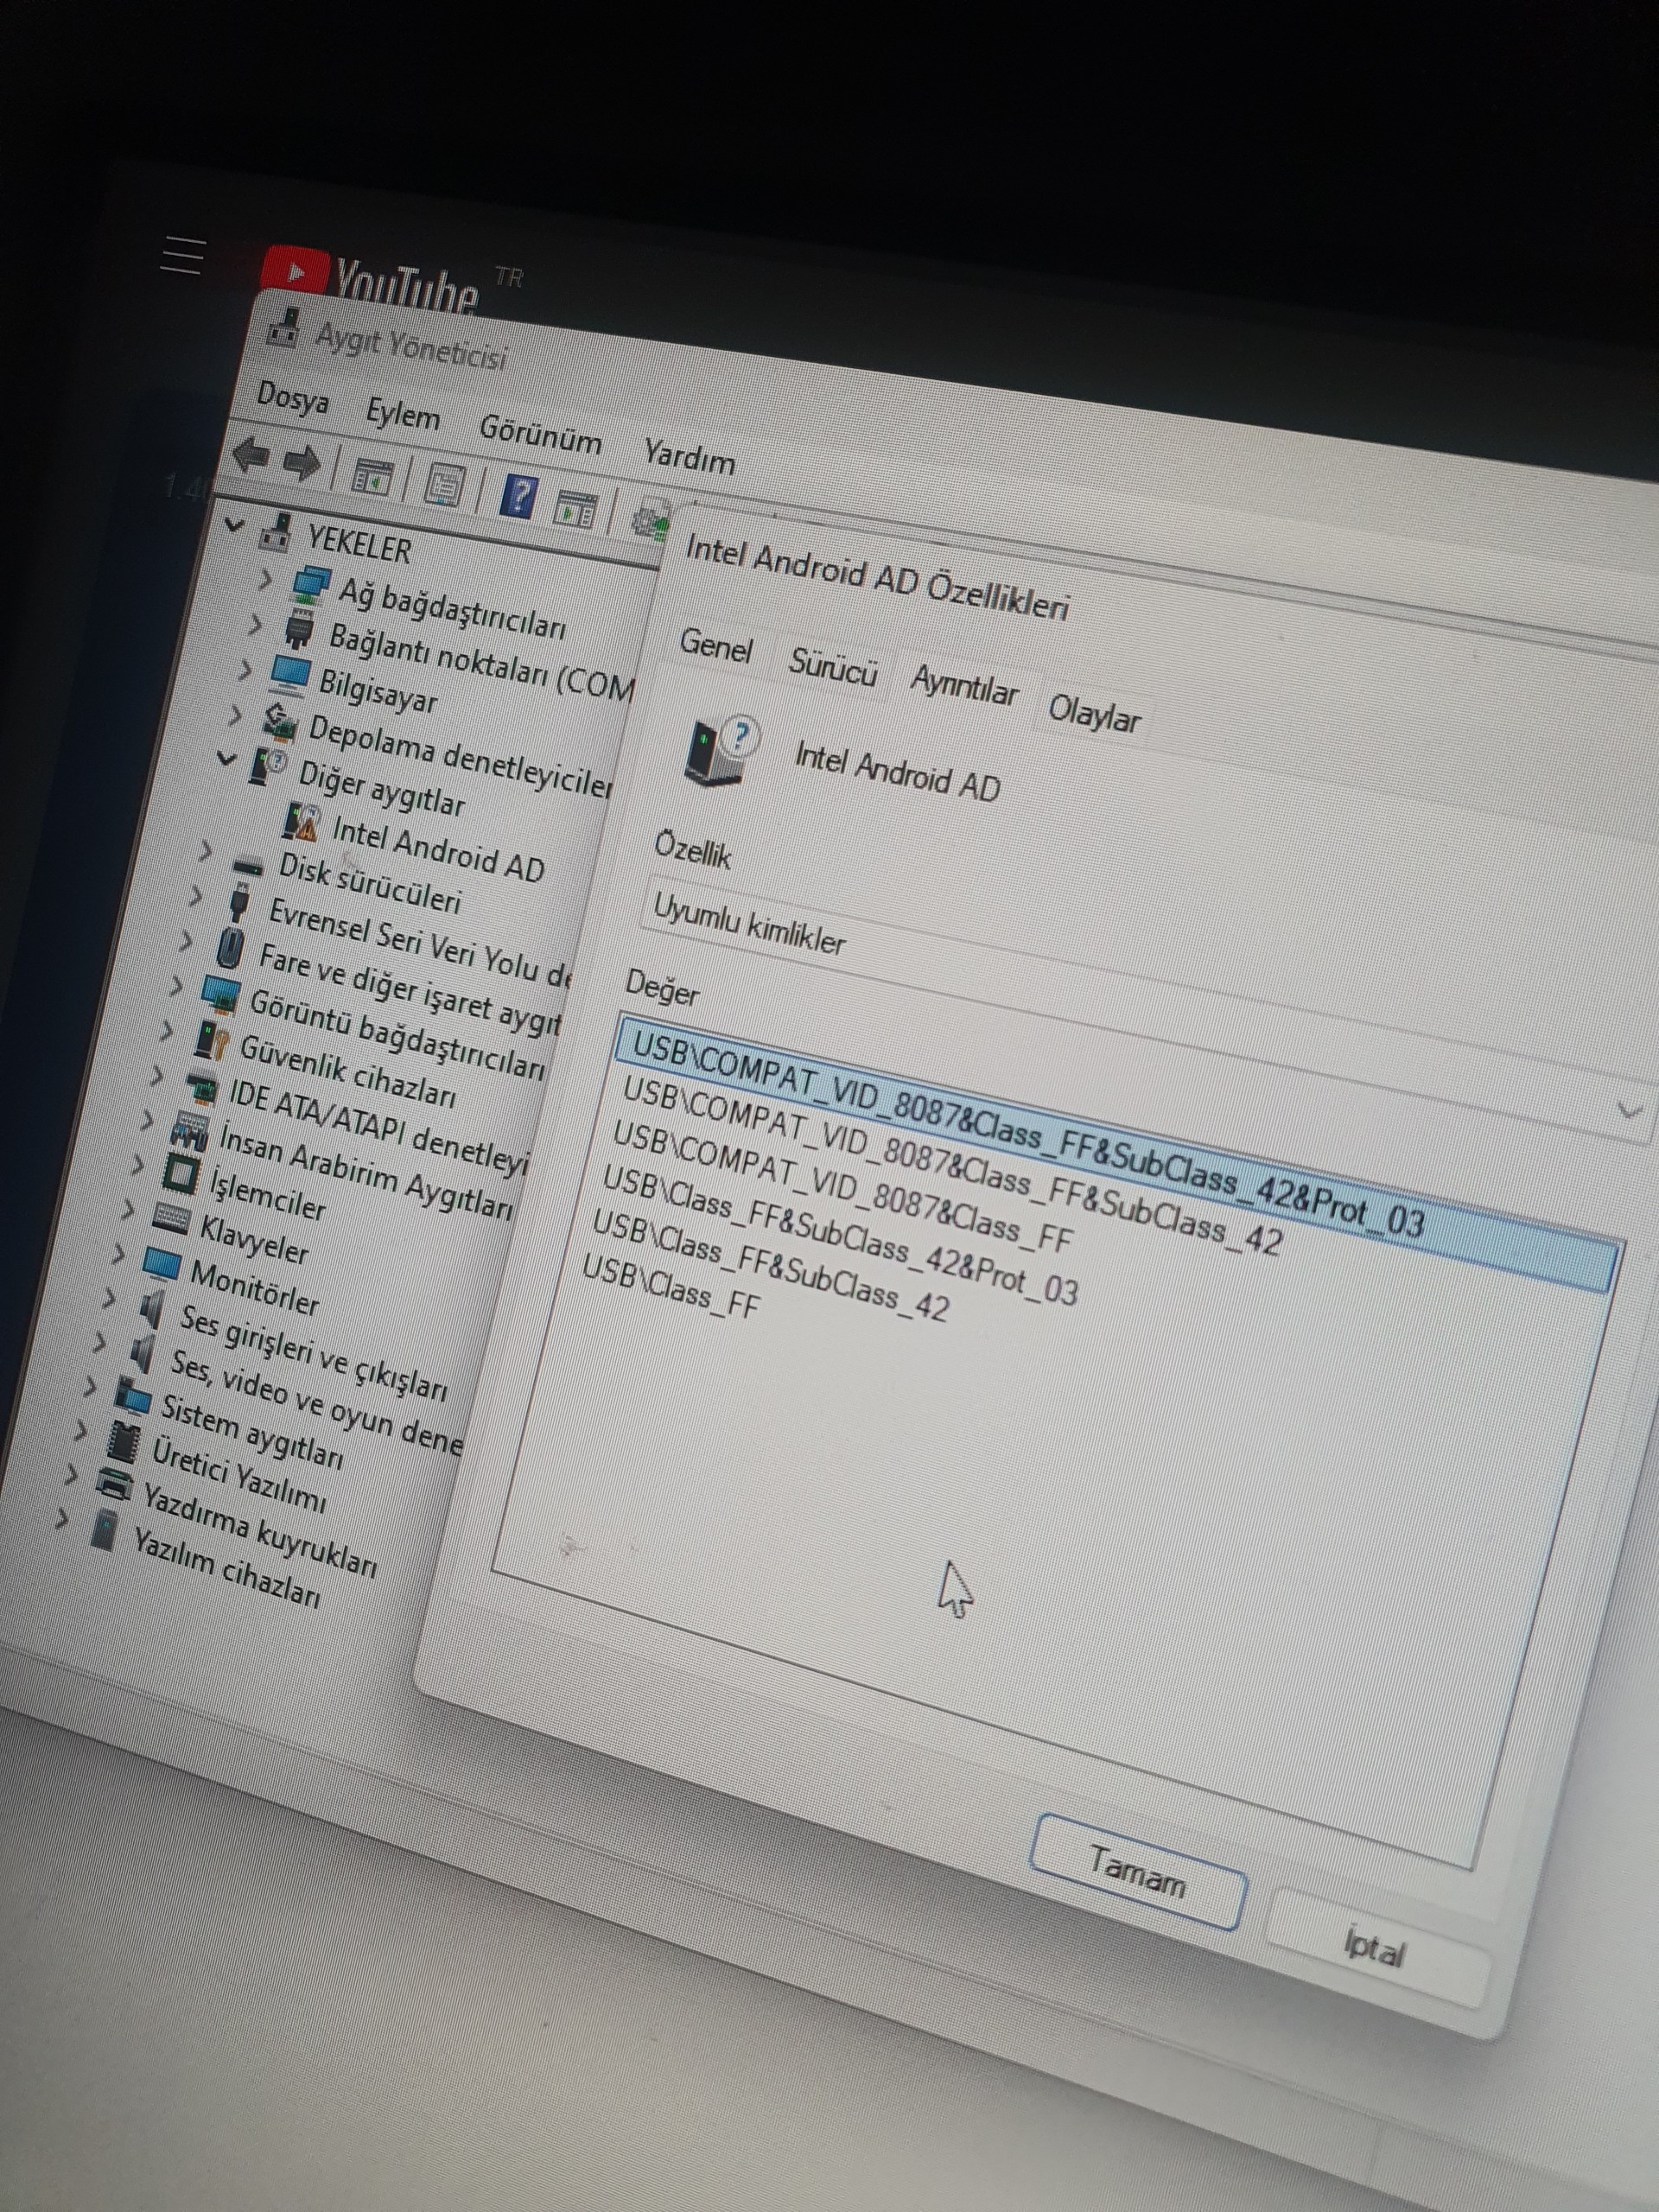 YouTube TR
Aygıt Yöneticisi
Dosya Eylem Görünüm Yardım
YEKELER
Ağ bağdaştırıcıları
Bağlantı noktaları (COM
Bilgisayar
Depolama denetleyiciler
Diğer aygıtlar
Intel Android AD
Disk sürücüleri
Evrensel Seri Veri Yolu de
Fare ve diğer işaret aygıt
Görüntü bağdaştırıcıları
Güvenlik cihazları
IDE ATA/ATAPI denetleyi
İnsan Arabirim Aygıtları
İşlemciler
Klavyeler
Monitörler
Ses girişleri ve çıkışları
Ses, video ve oyun dene
Sistem aygıtları
Üretici Yazılımı
Yazdırma kuyrukları
Yazılım cihazları
Intel Android AD Özellikleri
Genel Sürücü Ayrıntılar Olaylar
Intel Android AD
Özellik
Uyumlu kimlikler
Değer
USB\COMPAT_VID_8087&Class_FF&SubClass_42&Prot_03
USB\COMPAT_VID_8087&Class_FF&SubClass_42
USB\COMPAT_VID_8087&Class_FF
USB\Class_FF&SubClass_42&Prot_03
USB\Class_FF&SubClass_42
USB\Class_FF
Tamam
İptal